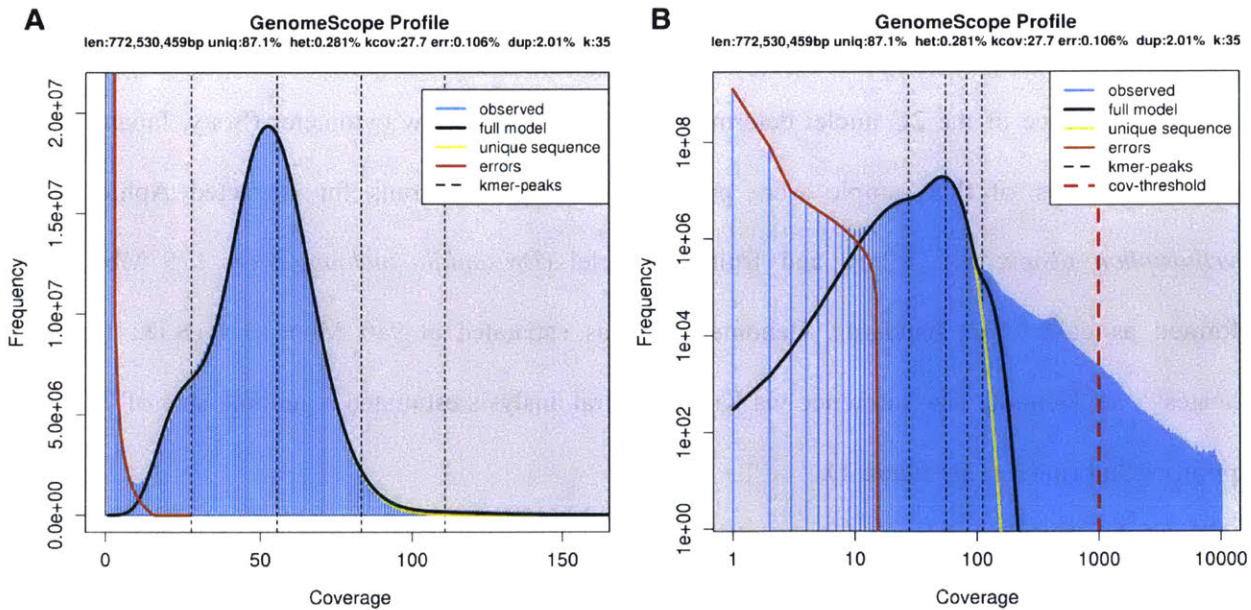 A
GenomeScope Profile
len:772,530,459bp uniq:87.1% het:0.281% kcov:27.7 err:0.106% dup:2.01% k:35
Frequency
0.0e+00 5.0e+06 1.0e+07 1.5e+07 2.0e+07
observed
full model
unique sequence
errors
kmer-peaks
0 50 100 150
Coverage
B
GenomeScope Profile
len:772,530,459bp uniq:87.1% het:0.281% kcov:27.7 err:0.106% dup:2.01% k:35
Frequency
1e+00 1e+02 1e+04 1e+06 1e+08
observed
full model
unique sequence
errors
kmer-peaks
cov-threshold
1 10 100 1000 10000
Coverage